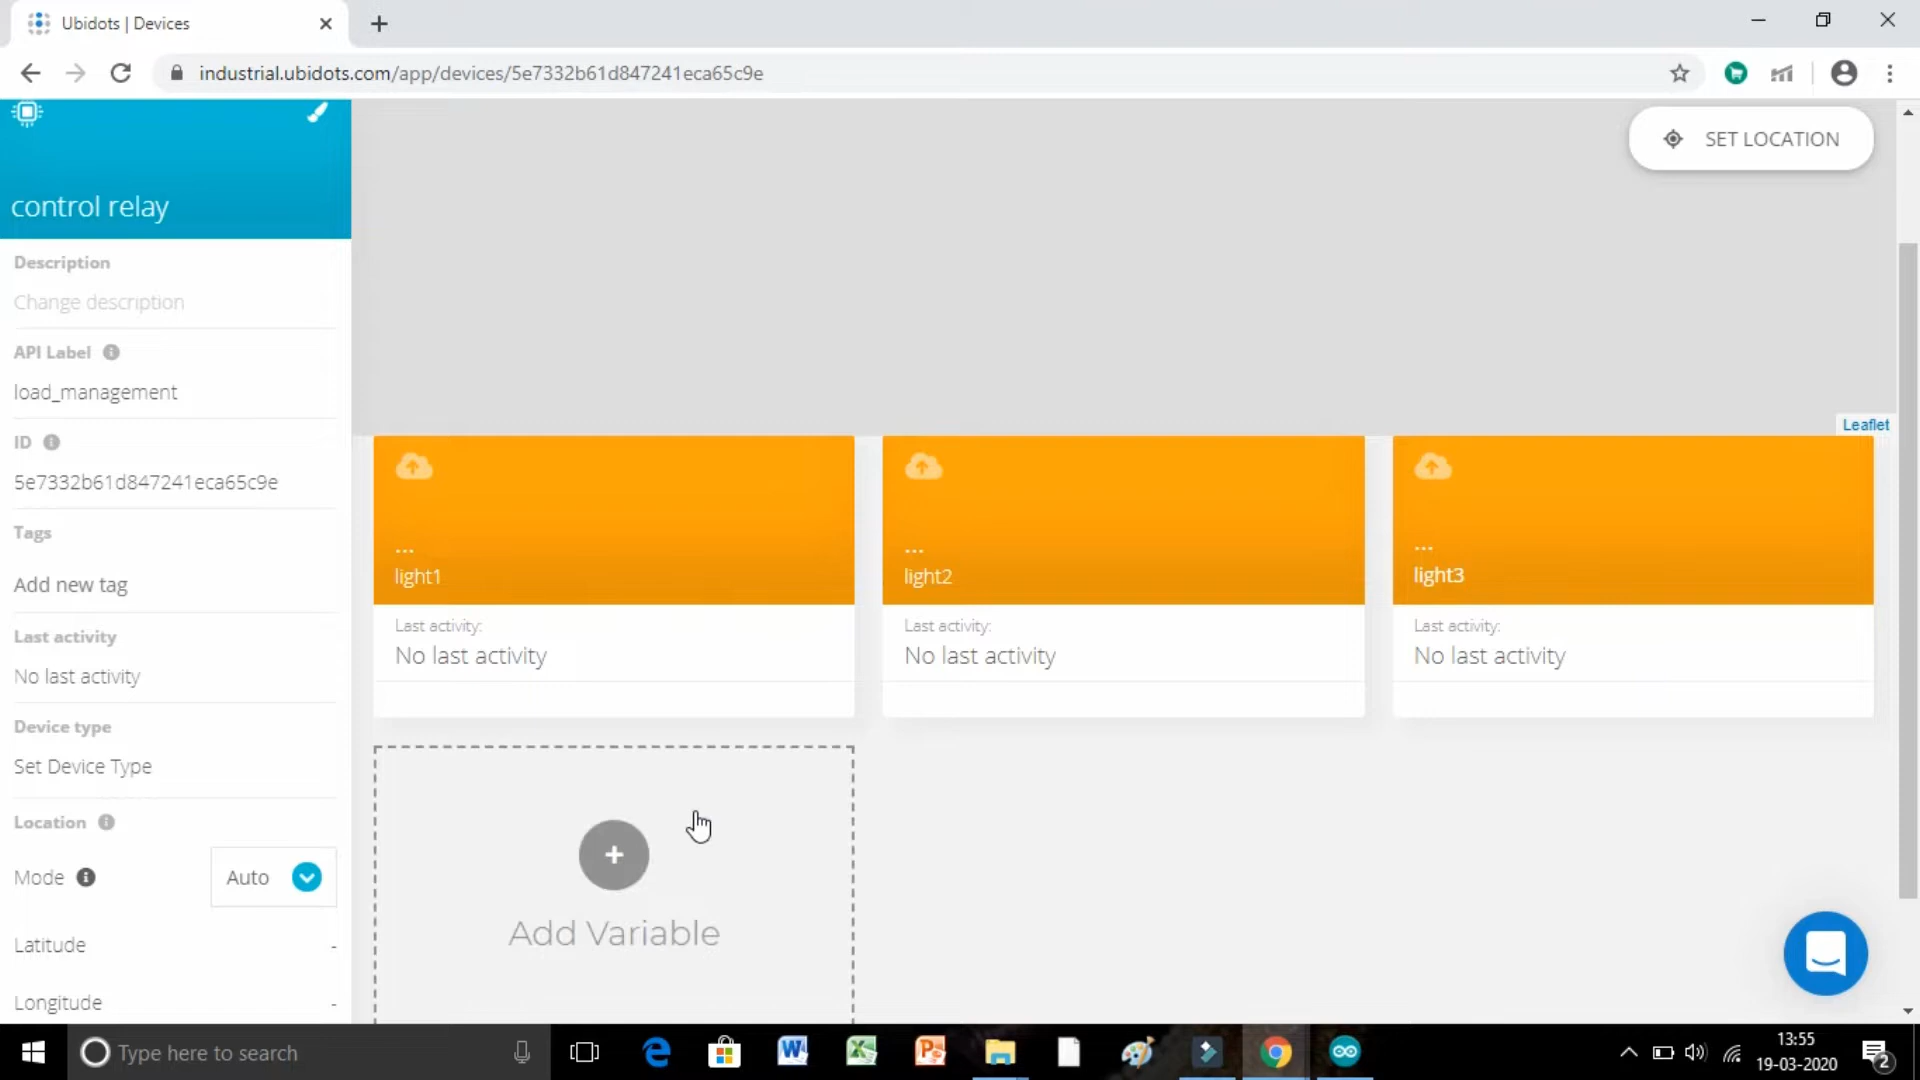 Ubidots | Devices
industrial.ubidots.com/app/devices/5e7332b61d847241eca65c9e
SET LOCATION
control relay
Description
Change description
API Label
load_management
ID
5e7332b61d847241eca65c9e
Tags
Add new tag
Last activity
No last activity
Device type
Set Device Type
Location
Mode
Auto
Latitude
-
Longitude
-
Leaflet
...
light1
Last activity:
No last activity
...
light2
Last activity:
No last activity
...
light3
Last activity:
No last activity
+
Add Variable
Type here to search
13:55
19-03-2020
2